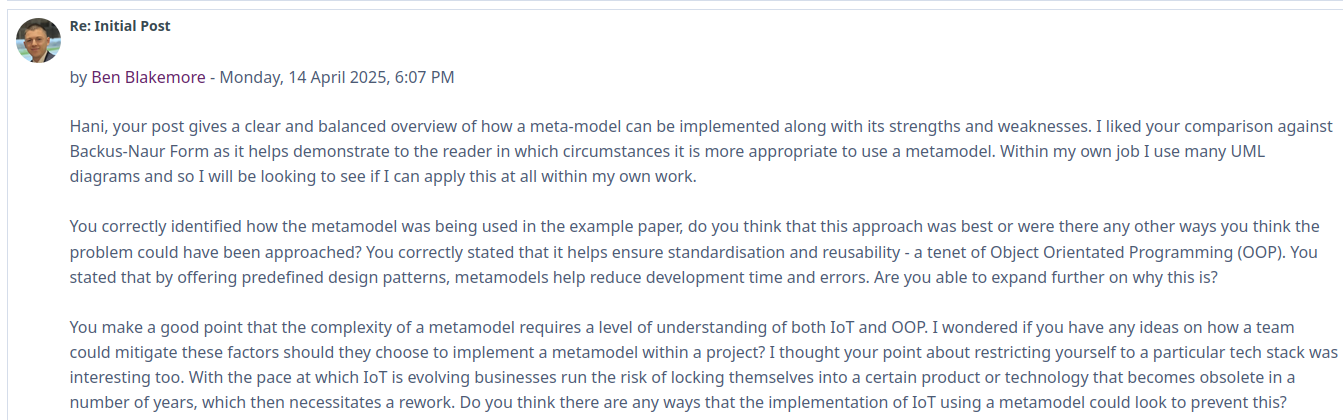 Re: Initial Post
by Ben Blakemore - Monday, 14 April 2025, 6:07 PM
Hani, your post gives a clear and balanced overview of how a meta-model can be implemented along with its strengths and weaknesses. I liked your comparison against
Backus-Naur Form as it helps demonstrate to the reader in which circumstances it is more appropriate to use a metamodel. Within my own job I use many UML
diagrams and so I will be looking to see if I can apply this at all within my own work.
You correctly identified how the metamodel was being used in the example paper, do you think that this approach was best or were there any other ways you think the
problem could have been approached? You correctly stated that it helps ensure standardisation and reusability - a tenet of Object Orientated Programming (OOP). You
stated that by offering predefined design patterns, metamodels help reduce development time and errors. Are you able to expand further on why this is?
You make a good point that the complexity of a metamodel requires a level of understanding of both IoT and OOP. I wondered if you have any ideas on how a team
could mitigate these factors should they choose to implement a metamodel within a project? I thought your point about restricting yourself to a particular tech stack was
interesting too. With the pace at which IoT is evolving businesses run the risk of locking themselves into a certain product or technology that becomes obsolete in a
number of years, which then necessitates a rework. Do you think there are any ways that the implementation of IoT using a metamodel could look to prevent this?